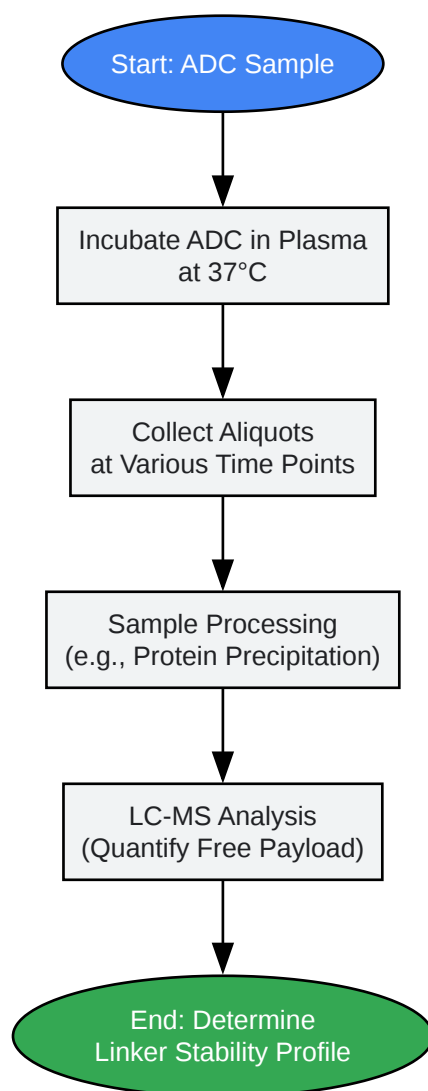 Start: ADC Sample
Incubate ADC in Plasma
at 37°C
Collect Aliquots
at Various Time Points
Sample Processing
(e.g., Protein Precipitation)
LC-MS Analysis
(Quantify Free Payload)
End: Determine
Linker Stability Profile